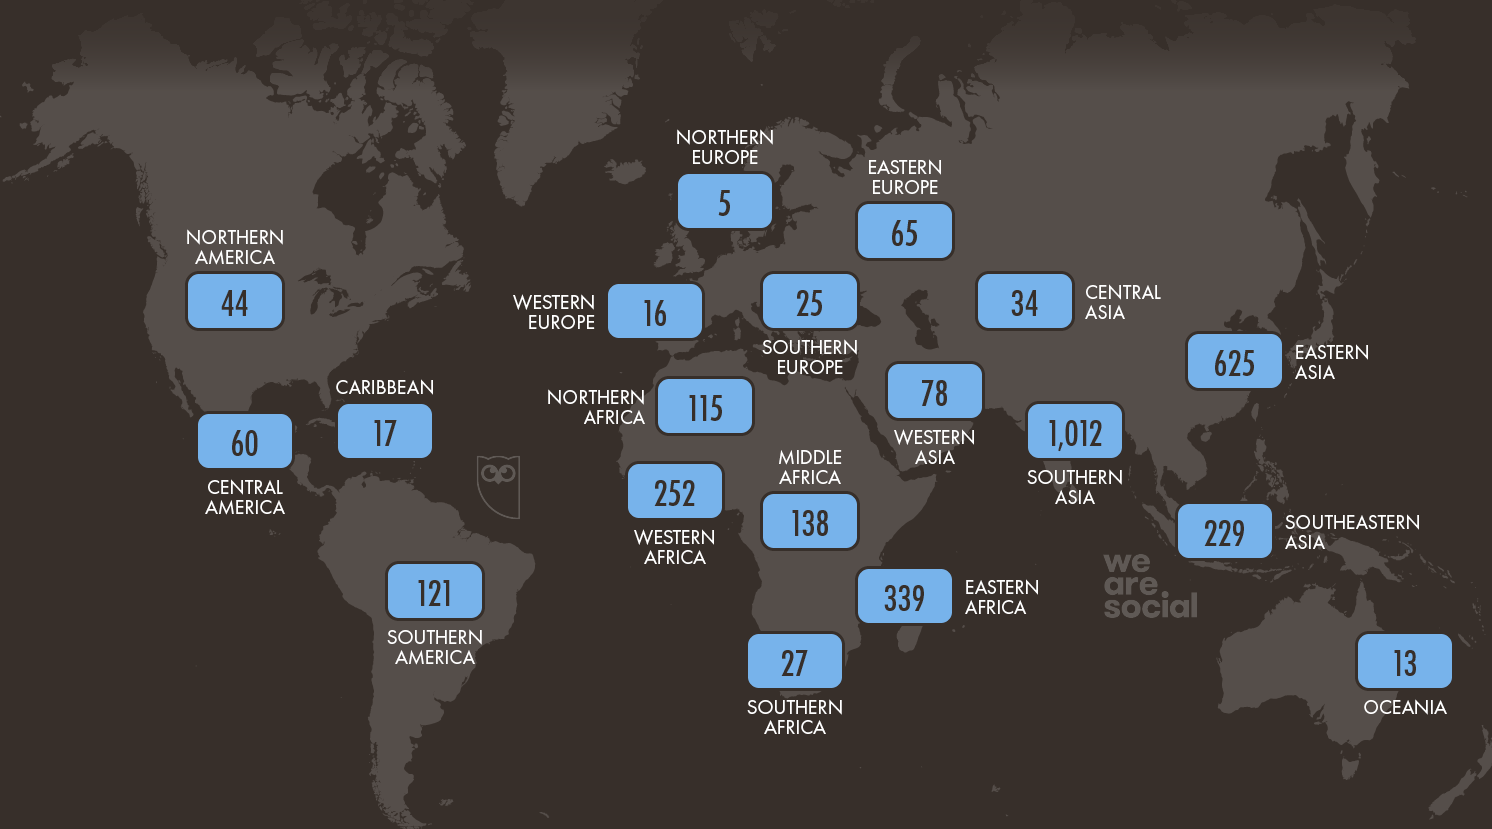 NORTHERN
EUROPE
5
EASTERN
EUROPE
65
NORTHERN
AMERICA
44
WESTERN
EUROPE
16
25
SOUTHERN
EUROPE
34
CENTRAL
ASIA
625
EASTERN
ASIA
CARIBBEAN
17
NORTHERN
AFRICA
115
78
WESTERN
ASIA
60
CENTRAL
AMERICA
1,012
SOUTHERN
ASIA
252
WESTERN
AFRICA
MIDDLE
AFRICA
138
229
SOUTHEASTERN
ASIA
we
are
social
121
SOUTHERN
AMERICA
339
EASTERN
AFRICA
27
SOUTHERN
AFRICA
13
OCEANIA